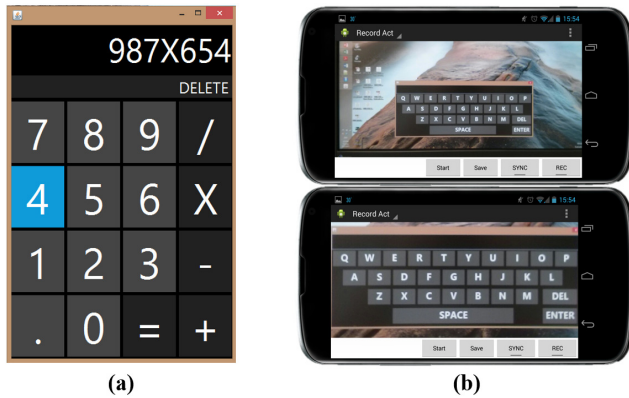 987X654
DELETE
7 8 9 /
4 5 6 X
1 2 3 -
. 0 = +
(a)
15:54
Record Act
Q W E R T Y U I O P
A S D F G H J K L
Z X C V B N M DEL
SPACE ENTER
Start Save SYNC REC
15:54
Record Act
Q W E R T Y U I O P
A S D F G H J K L
Z X C V B N M DEL
SPACE ENTER
Start Save SYNC REC
(b)